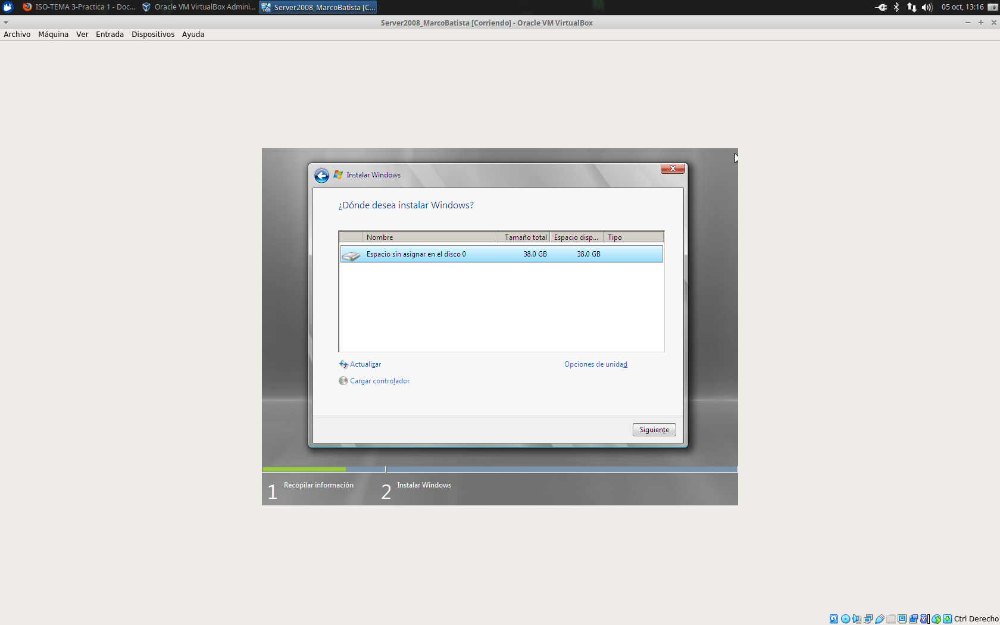 ISO-TEMA 3-Practica 1 - Doc...
Oracle VM VirtualBox Admini...
Server2008_MarcoBatista [C...
05 oct, 13:16
Server2008_MarcoBatista [Corriendo] - Oracle VM VirtualBox
Archivo Máquina Ver Entrada Dispositivos Ayuda
Instalar Windows
¿Dónde desea instalar Windows?
Nombre Tamaño total Espacio disp... Tipo
Espacio sin asignar en el disco 0 38.0 GB 38.0 GB
Actualizar Opciones de unidad
Cargar controlador
Siguiente
1 Recopilar información 2 Instalar Windows
Ctrl Derecho